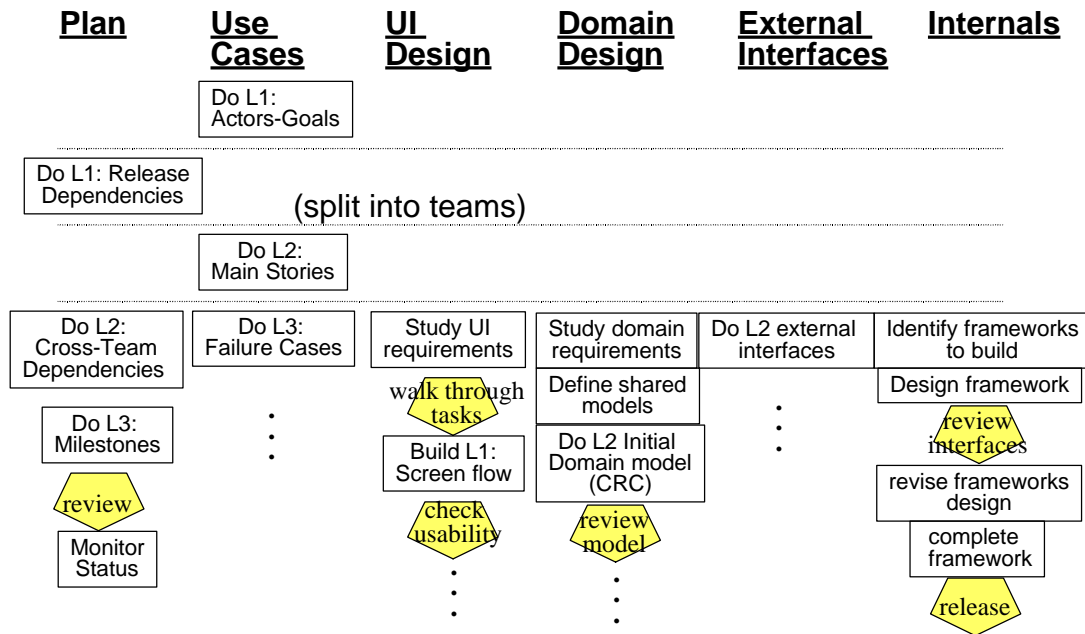 Plan
Use
Cases
UI
Design
Domain
Design
External
Interfaces
Internals
Do L1:
Actors-Goals
Do L1: Release
Dependencies
(split into teams)
Do L2:
Main Stories
Do L2:
Cross-Team
Dependencies
Do L3:
Failure Cases
Study UI
requirements
Study domain
requirements
Do L2 external
interfaces
Identify frameworks
to build
walk through
tasks
Define shared
models
Design framework
Do L3:
Milestones
Build L1:
Screen flow
Do L2 Initial
Domain model
(CRC)
review
interfaces
review
check
usability
review
model
revise frameworks
design
Monitor
Status
complete
framework
release